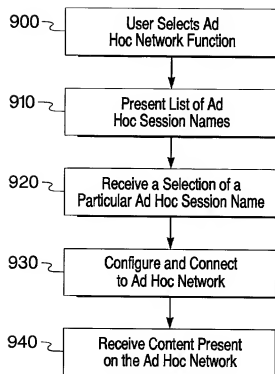 900
User Selects Ad
Hoc Network Function
910
Present List of Ad
Hoc Session Names
920
Receive a Selection of a
Particular Ad Hoc Session Name
930
Configure and Connect
to Ad Hoc Network
940
Receive Content Present
on the Ad Hoc Network